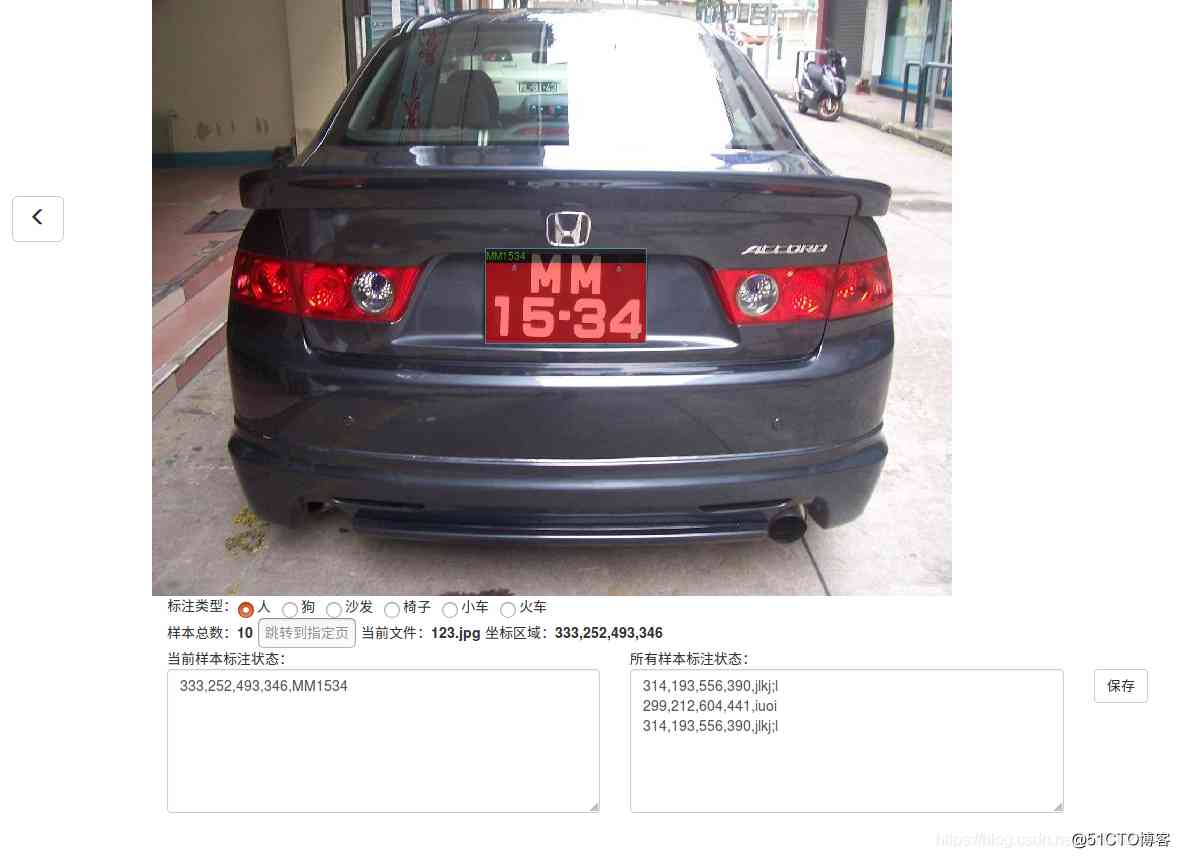 ACCORD
MM1534
MM
15-34
标注类型: 人 狗 沙发 椅子 小车 火车
样本总数: 10 跳转到指定页 当前文件: 123.jpg 坐标区域: 333,252,493,346
当前样本标注状态:
333,252,493,346,MM1534
所有样本标注状态:
314,193,556,390,jlkj;l
299,212,604,441,iuoi
314,193,556,390,jlkj;l
保存
https://blog.csdn.ne
@51CTO博客